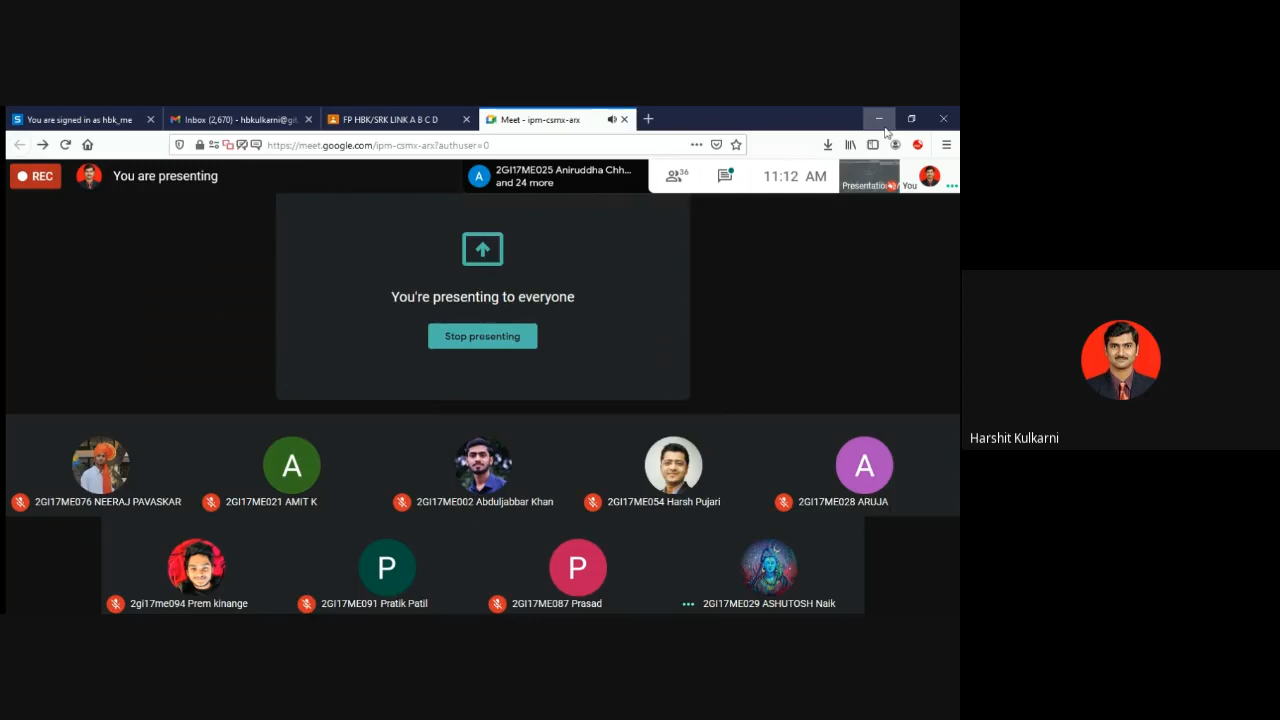 You are signed in as hbk_me
Inbox (2,670) - hbkulkarni@git.
FP HBK/SRK LINK A B C D
Meet - ipm-csmx-arx
https://meet.google.com/ipm-csmx-arx?authuser=0
REC
You are presenting
A
2GI17ME025 Aniruddha Chh...
and 24 more
36
11:12 AM
You
You're presenting to everyone
Stop presenting
A
A
2GI17ME076 NEERAJ PAVASKAR
2GI17ME021 AMIT K
2GI17ME002 Abduljabbar Khan
2GI17ME054 Harsh Pujari
2GI17ME028 ARUJA
Harshit Kulkarni
P
P
2gi17me094 Prem kinange
2GI17ME091 Pratik Patil
2GI17ME087 Prasad
2GI17ME029 ASHUTOSH Naik